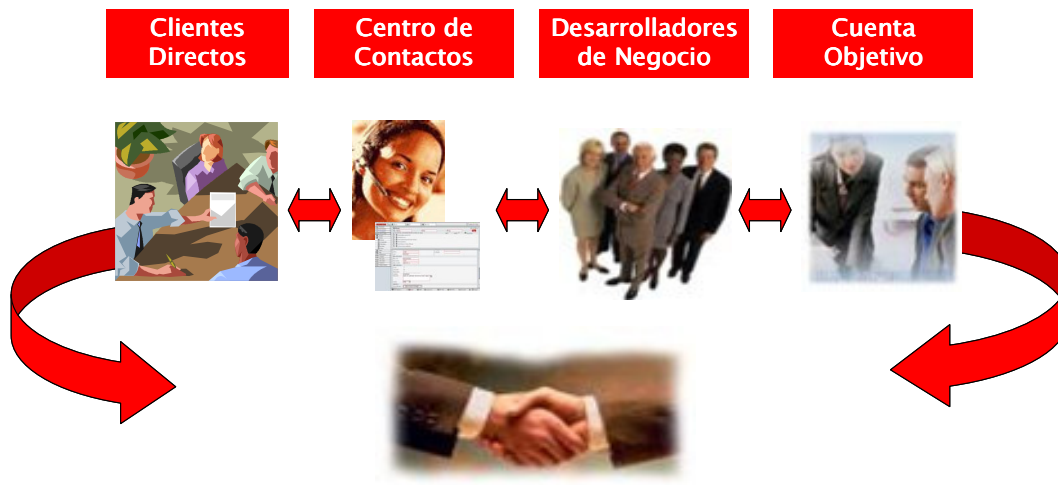 Clientes
Directos
Centro de
Contactos
Desarrolladores
de Negocio
Cuenta
Objetivo